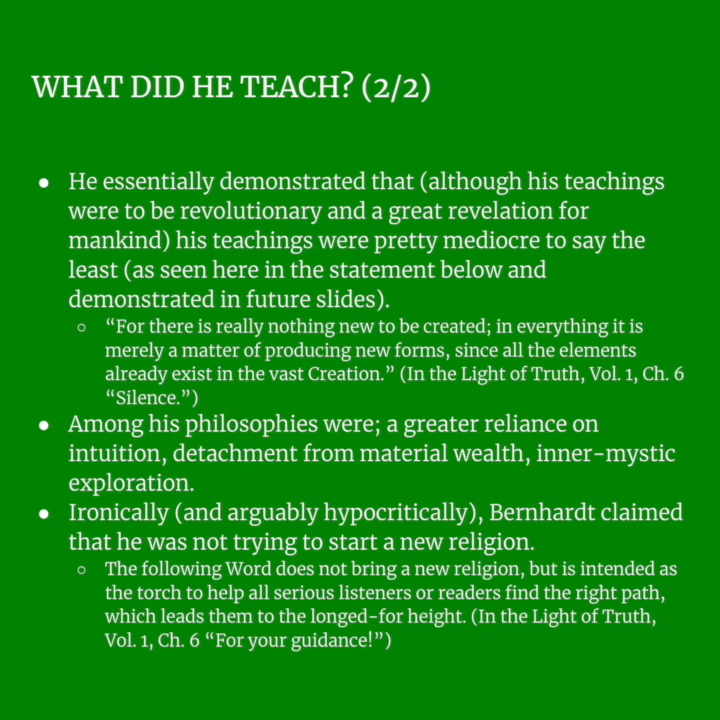 WHAT DID HE TEACH? (2/2)
● He essentially demonstrated that (although his teachings
were to be revolutionary and a great revelation for
mankind) his teachings were pretty mediocre to say the
least (as seen here in the statement below and
demonstrated in future slides).
○ “For there is really nothing new to be created; in everything it is
merely a matter of producing new forms, since all the elements
already exist in the vast Creation.” (In the Light of Truth, Vol. 1, Ch. 6
“Silence.”)
● Among his philosophies were; a greater reliance on
intuition, detachment from material wealth, inner-mystic
exploration.
● Ironically (and arguably hypocritically), Bernhardt claimed
that he was not trying to start a new religion.
○ The following Word does not bring a new religion, but is intended as
the torch to help all serious listeners or readers find the right path,
which leads them to the longed-for height. (In the Light of Truth,
Vol. 1, Ch. 6 “For your guidance!”)